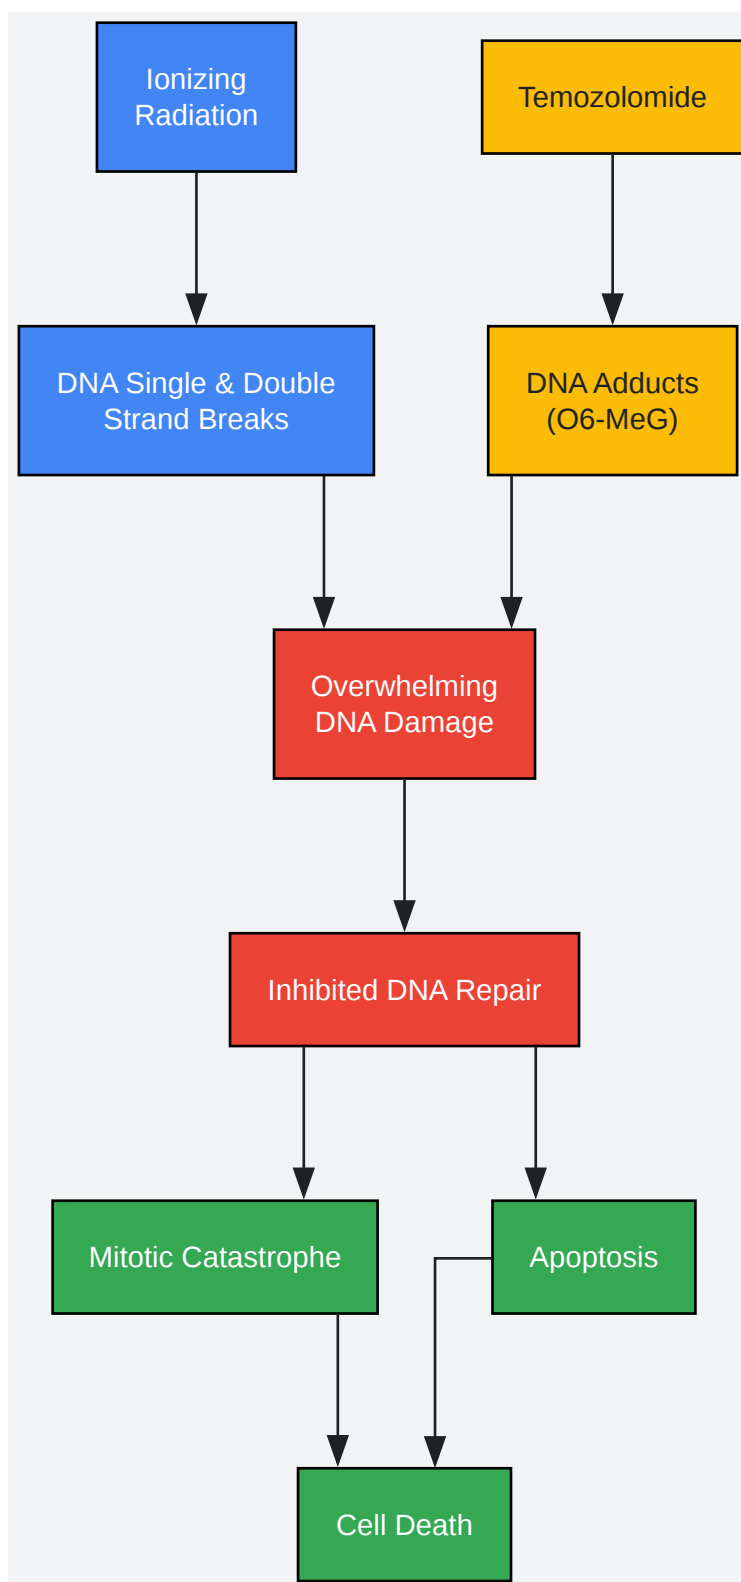 Ionizing
Radiation
Temozolomide
DNA Single & Double
Strand Breaks
DNA Adducts
(O6-MeG)
Overwhelming
DNA Damage
Inhibited DNA Repair
Mitotic Catastrophe
Apoptosis
Cell Death